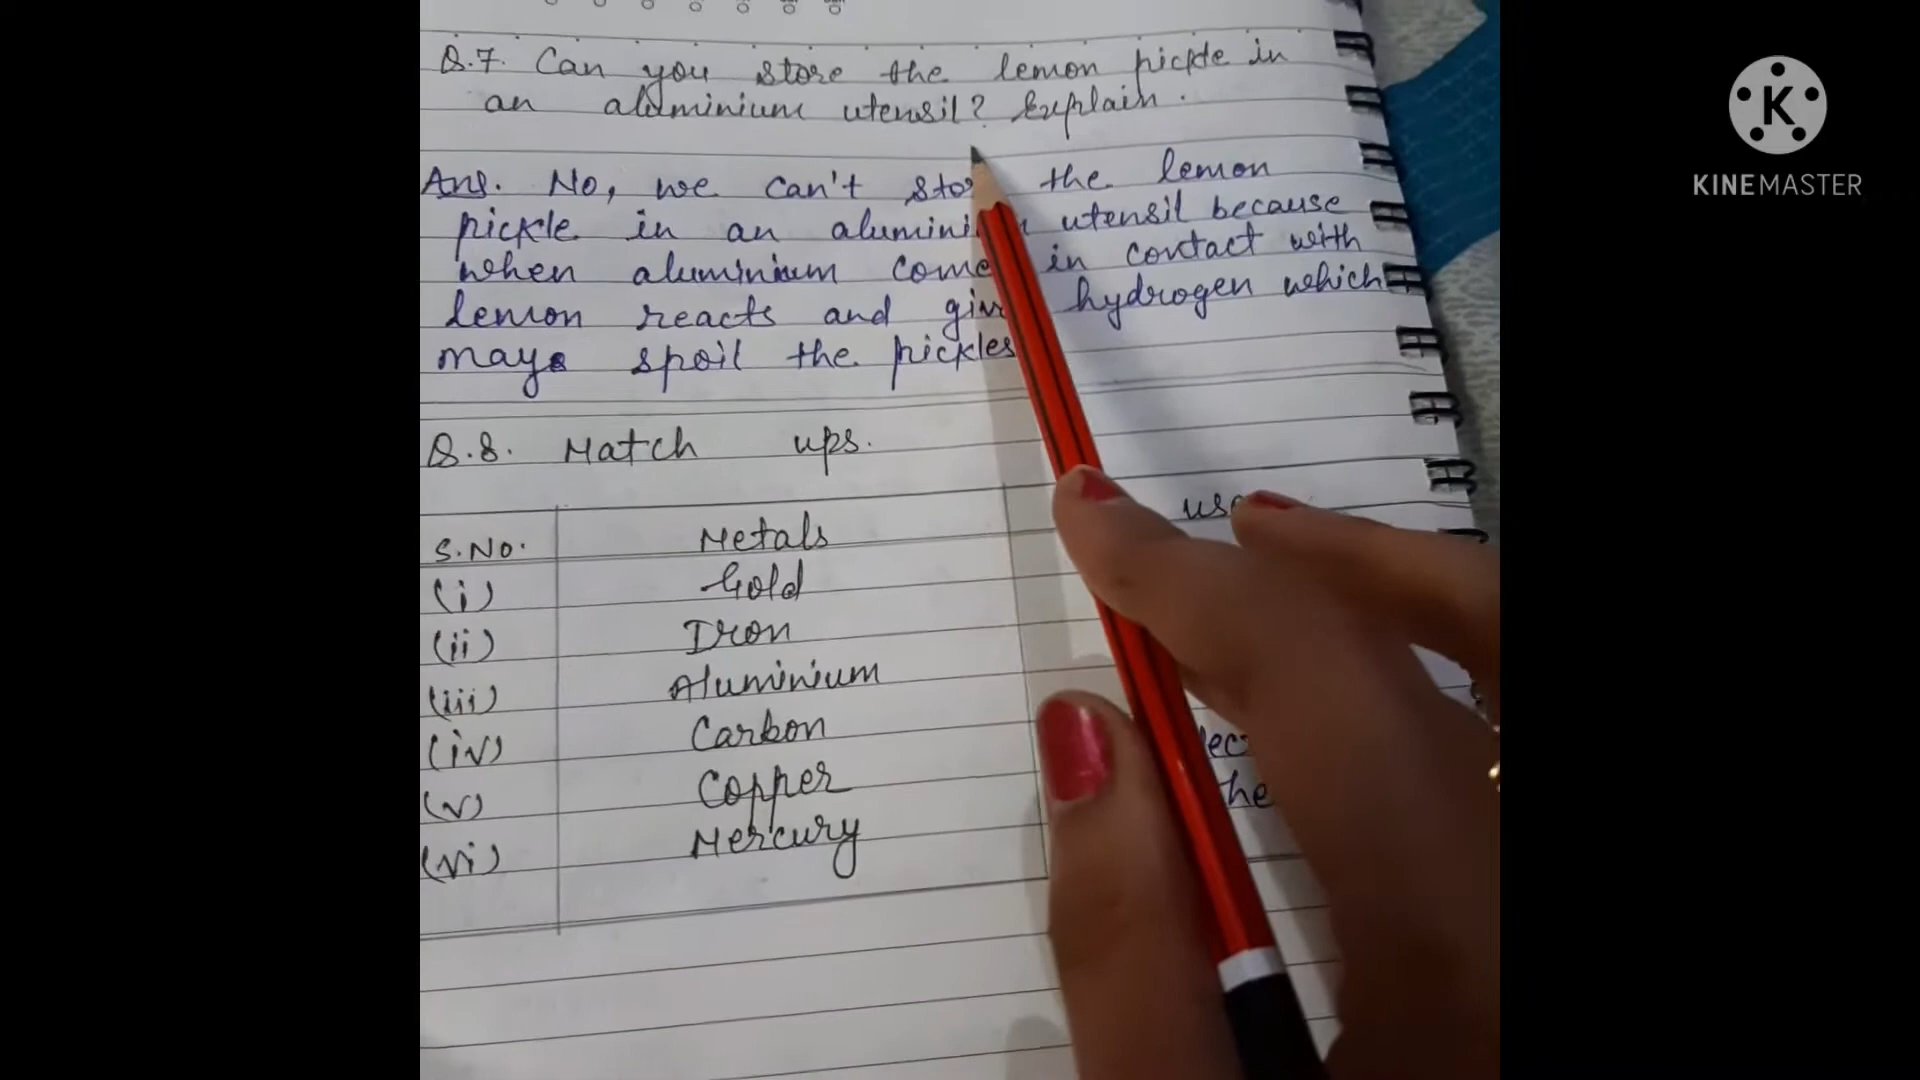 Q.7. Can you store the lemon pickle in
an aluminium utensil? Explain.
Ans. No, we can't the lemon
pickle in an utensil because
when aluminium in contact with
lemon reacts and hydrogen which
may spoil the pickles
Q.8. Match ups.
S.No. Metals
(i) Gold
(ii) Iron
(iii) Aluminium
(iv) Carbon
(v) Copper
(vi) Mercury
KINEMASTER